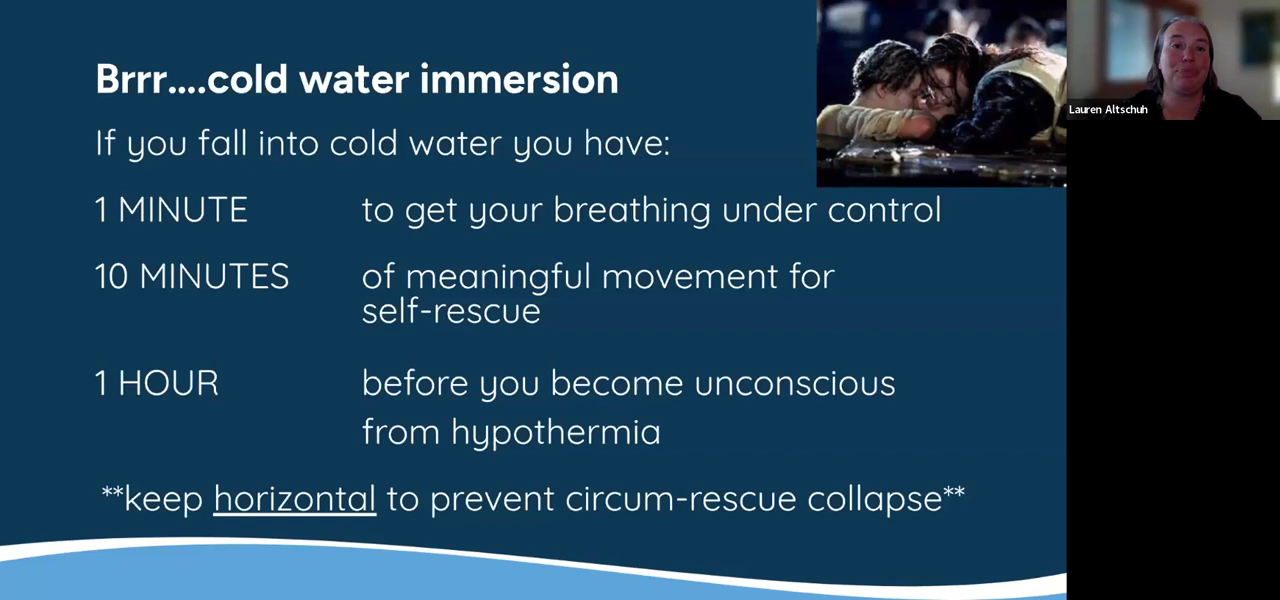 Brrr....cold water immersion
Lauren Altschuh
If you fall into cold water you have:
1 MINUTE to get your breathing under control
10 MINUTES of meaningful movement for
self-rescue
1 HOUR before you become unconscious
from hypothermia
**keep horizontal to prevent circum-rescue collapse**